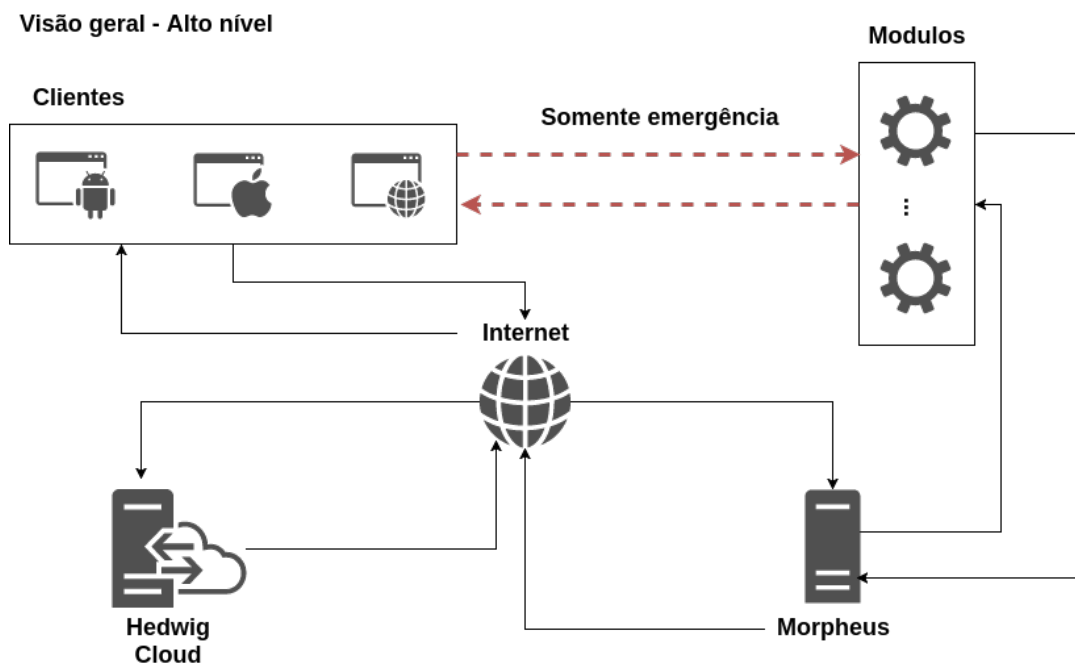 Visão geral - Alto nível
Modulos
Clientes
Somente emergência
...
Internet
Hedwig
Cloud
Morpheus